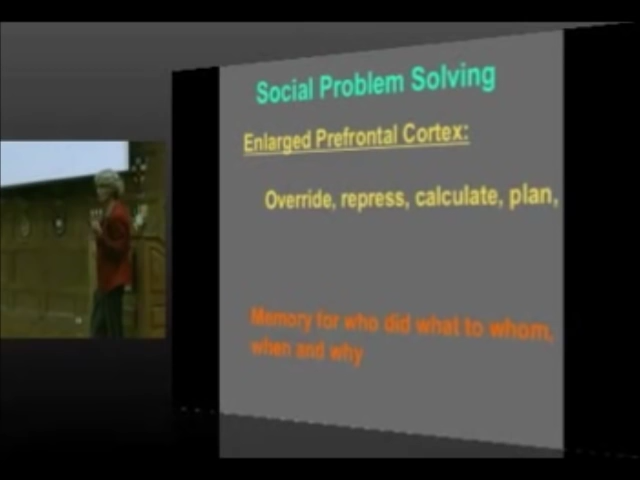 Social Problem Solving
Enlarged Prefrontal Cortex:
Override, repress, calculate, plan,
Memory for who did what to whom,
when and why